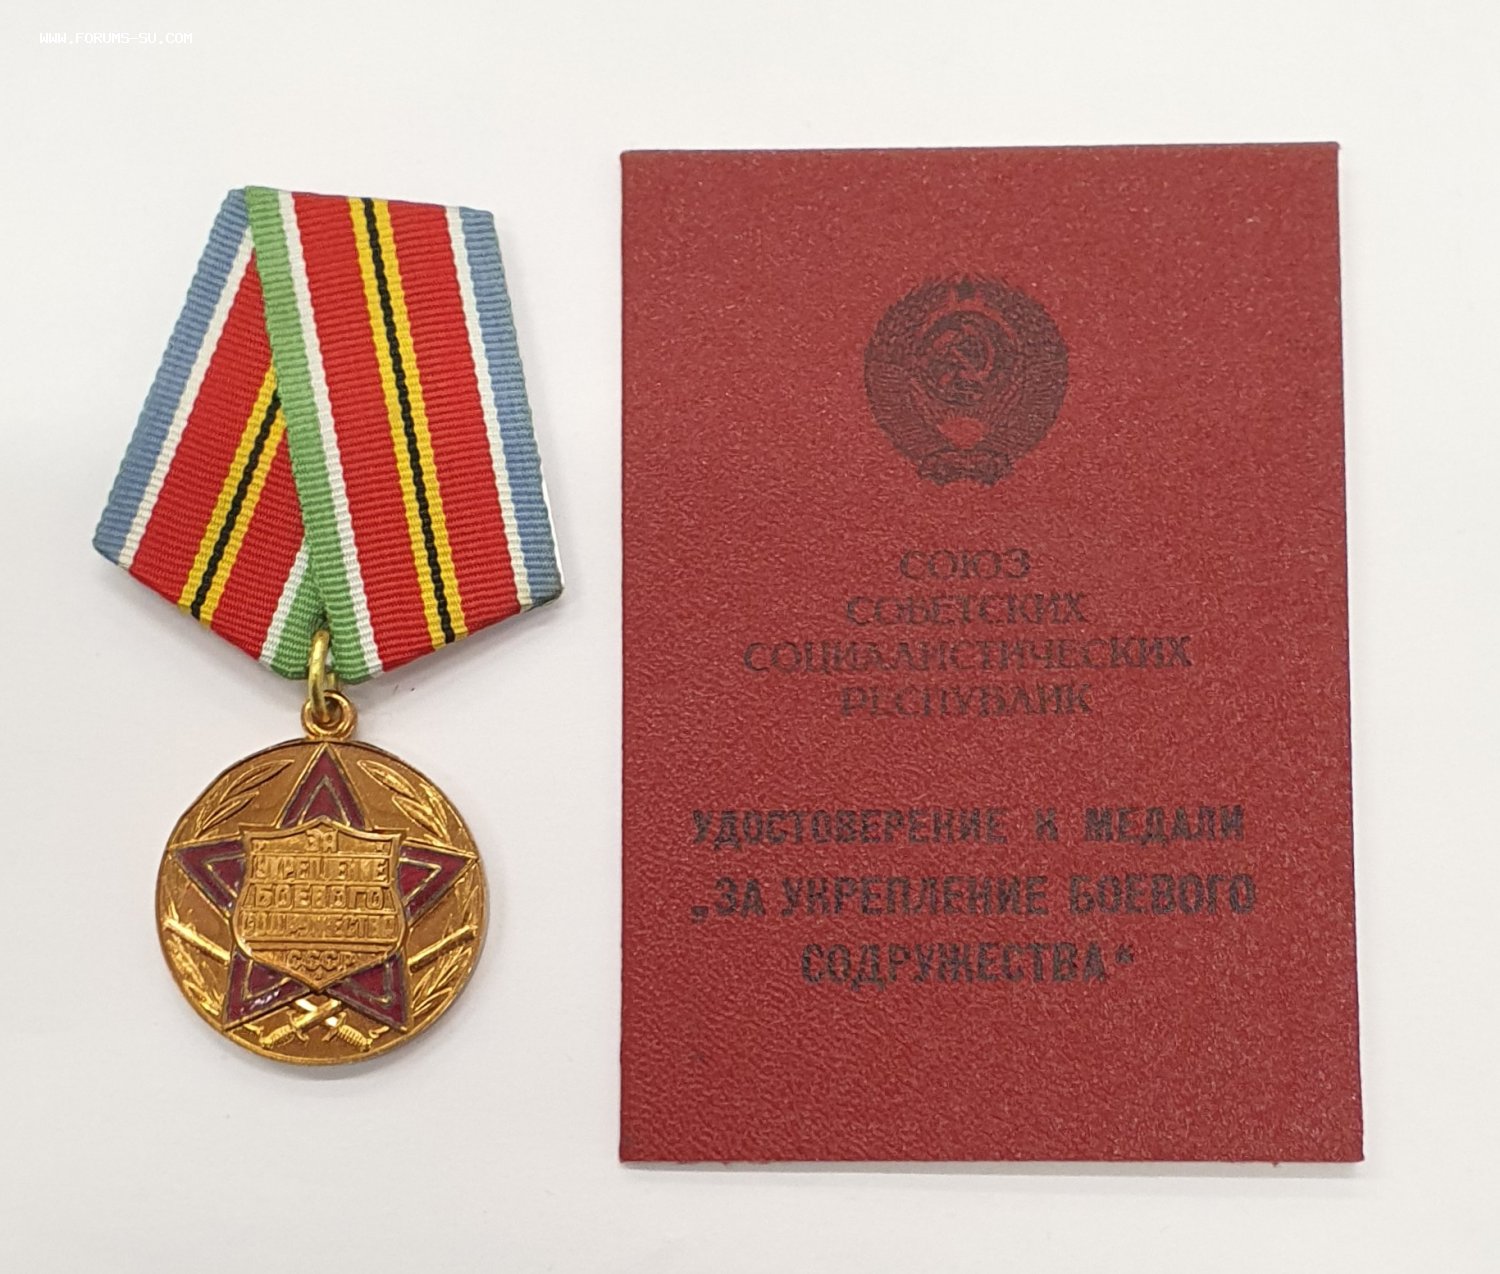 WWW.FORUMS-SU.COM
СОЮЗ
СОВЕТСКИХ
СОЦИАЛИСТИЧЕСКИХ
РЕСПУБЛИК
УДОСТОВЕРЕНИЕ К МЕДАЛИ
„ЗА УКРЕПЛЕНИЕ БОЕВОГО
СОДРУЖЕСТВА“
ЗА
УКРЕПЛЕНИЕ
БОЕВОГО
СОДРУЖЕСТВА
СССР